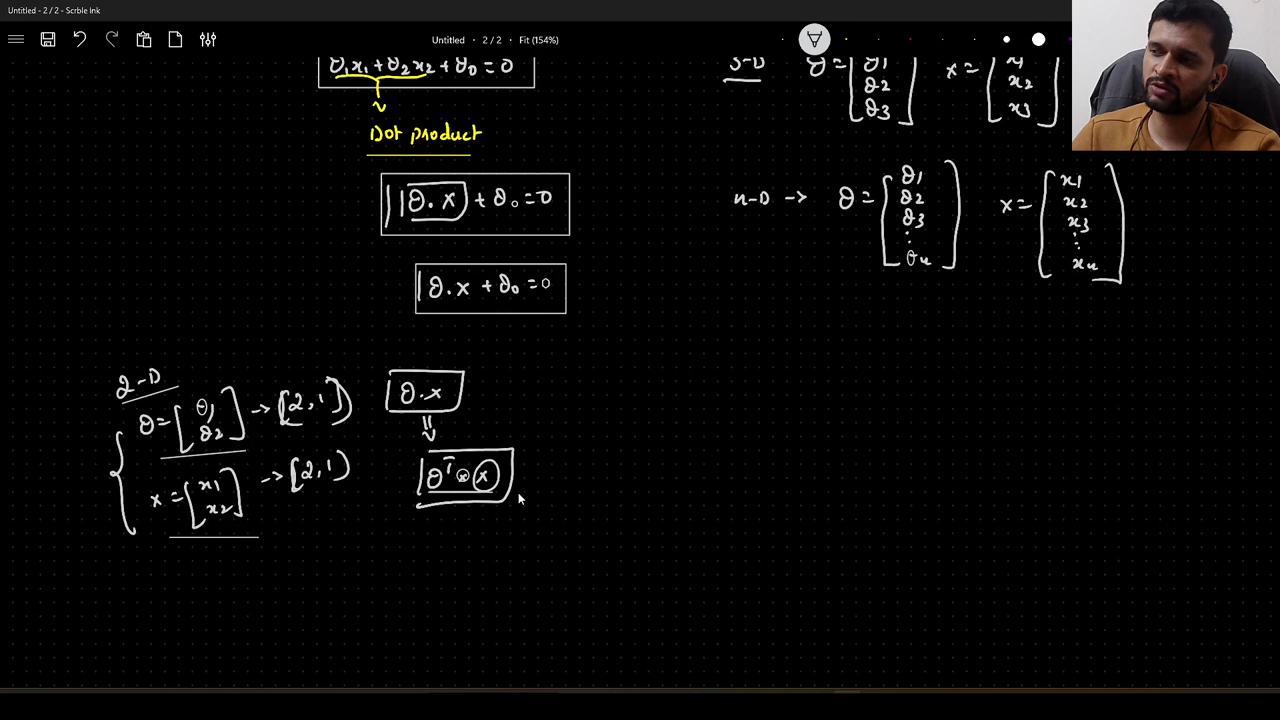 Untitled - 2 / 2 - Scrble Ink
Untitled • 2 / 2 • Fit (154%)
θ1x1 + θ2x2 + θ0 = 0
Dot product
θ.x + θ0 = 0
θ.x + θ0 = 0
2-D
θ = [θ1 θ2] → [2,1)
x = [x1 x2] → [2,1)
θ.x
⇓
θᵀ * x
3-D θ = [θ1 θ2 θ3] x = [x1 x2 x3]
n-D → θ = [θ1 θ2 θ3 ⋮ θn] x = [x1 x2 x3 ⋮ xn]